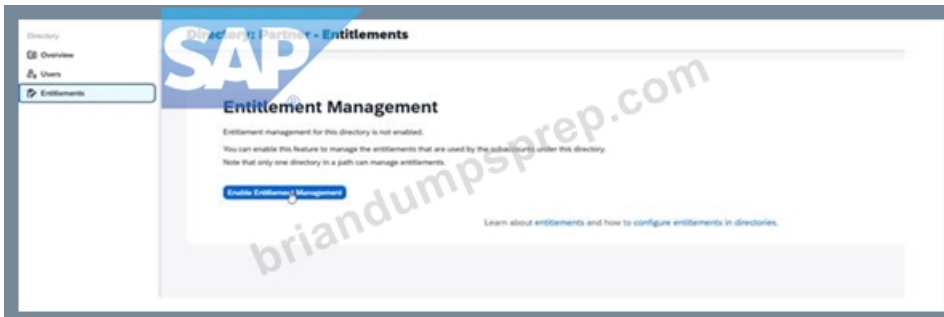 Directory
Directory: Partner - Entitlements
Overview
Users
Entitlements
SAP
®
Entitlement Management
Entitlement management for this directory is not enabled.
You can enable this feature to manage the entitlements that are used by the subaccounts under this directory.
Note that only one directory in a path can manage entitlements.
Enable Entitlement Management
Learn about entitlements and how to configure entitlements in directories.
briandumpsprep.com